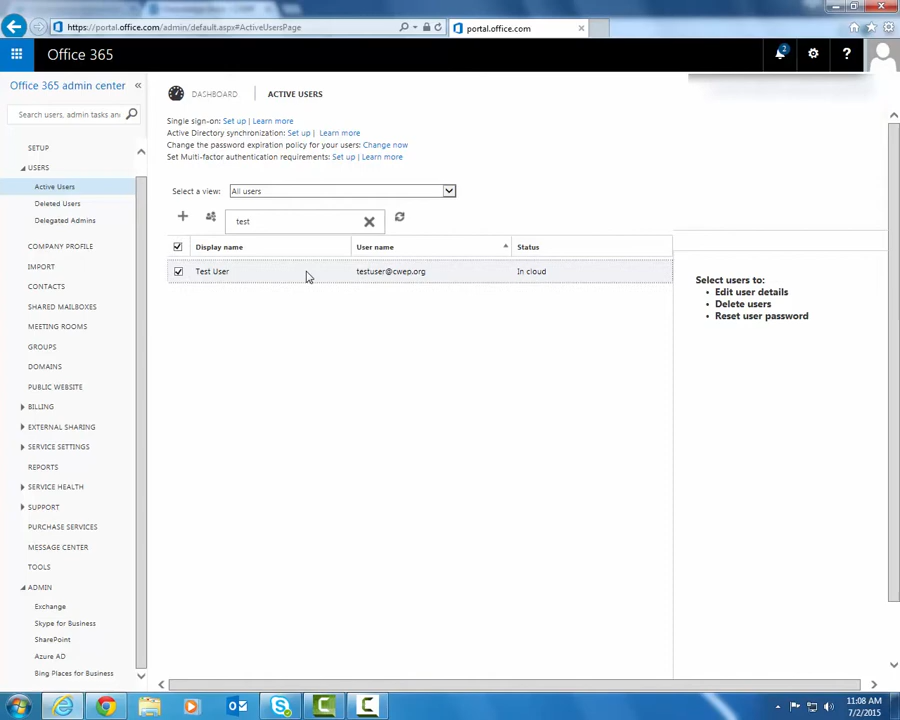 https://portal.office.com/admin/default.aspx#ActiveUsersPage
portal.office.com
Office 365
2
?
Office 365 admin center «
Search users, admin tasks and
SETUP
USERS
Active Users
Deleted Users
Delegated Admins
COMPANY PROFILE
IMPORT
CONTACTS
SHARED MAILBOXES
MEETING ROOMS
GROUPS
DOMAINS
PUBLIC WEBSITE
BILLING
EXTERNAL SHARING
SERVICE SETTINGS
REPORTS
SERVICE HEALTH
SUPPORT
PURCHASE SERVICES
MESSAGE CENTER
TOOLS
ADMIN
Exchange
Skype for Business
SharePoint
Azure AD
Bing Places for Business
DASHBOARD | ACTIVE USERS
Single sign-on: Set up | Learn more
Active Directory synchronization: Set up | Learn more
Change the password expiration policy for your users: Change now
Set Multi-factor authentication requirements: Set up | Learn more
Select a view: All users
test
Display name User name Status
Test User testuser@cwep.org In cloud
Select users to:
• Edit user details
• Delete users
• Reset user password
11:08 AM
7/2/2015